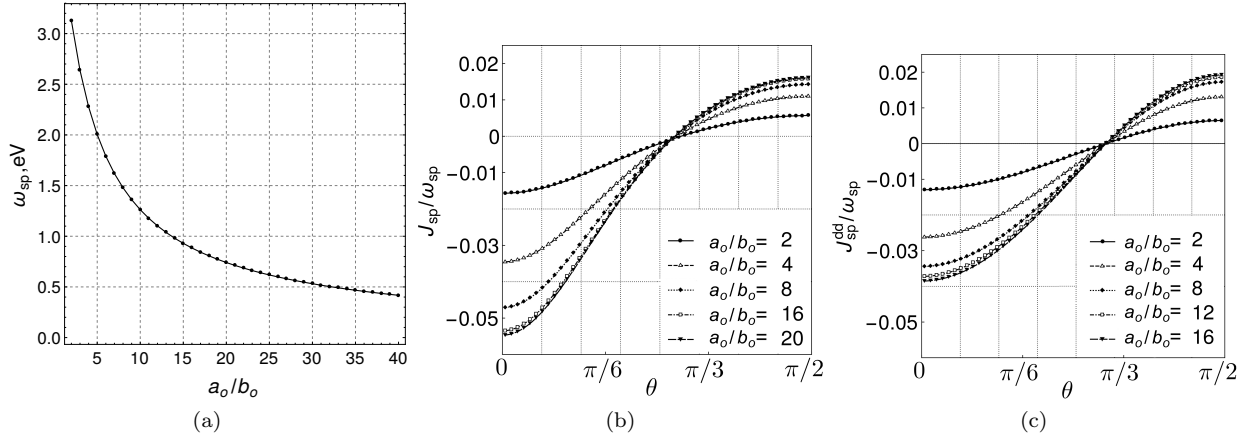 3.0
2.5
2.0
1.5
1.0
0.5
0.0
ω_sp, eV
5 10 15 20 25 30 35 40
a_o/b_o
(a)
0.02
0.01
0
−0.01
−0.03
−0.05
J_sp/ω_sp
a_o/b_o= 2
a_o/b_o= 4
a_o/b_o= 8
a_o/b_o= 16
a_o/b_o= 20
0 π/6 π/3 π/2
θ
(b)
0.02
0.01
0
−0.01
−0.03
−0.05
J_sp^dd/ω_sp
a_o/b_o= 2
a_o/b_o= 4
a_o/b_o= 8
a_o/b_o= 12
a_o/b_o= 16
0 π/6 π/3 π/2
θ
(c)